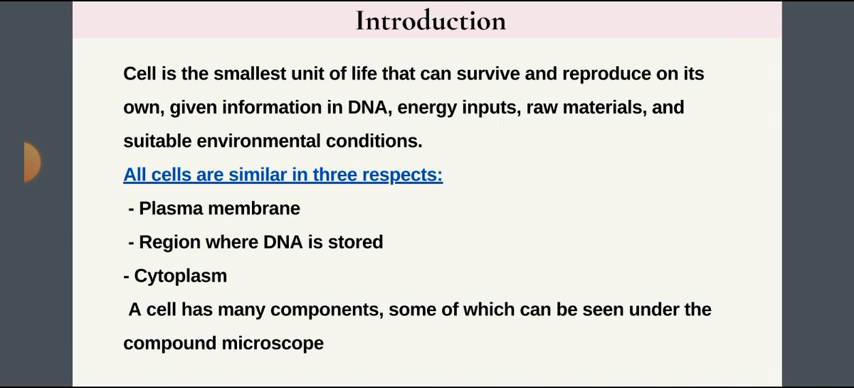 Introduction
Cell is the smallest unit of life that can survive and reproduce on its
own, given information in DNA, energy inputs, raw materials, and
suitable environmental conditions.
All cells are similar in three respects:
- Plasma membrane
- Region where DNA is stored
- Cytoplasm
A cell has many components, some of which can be seen under the
compound microscope